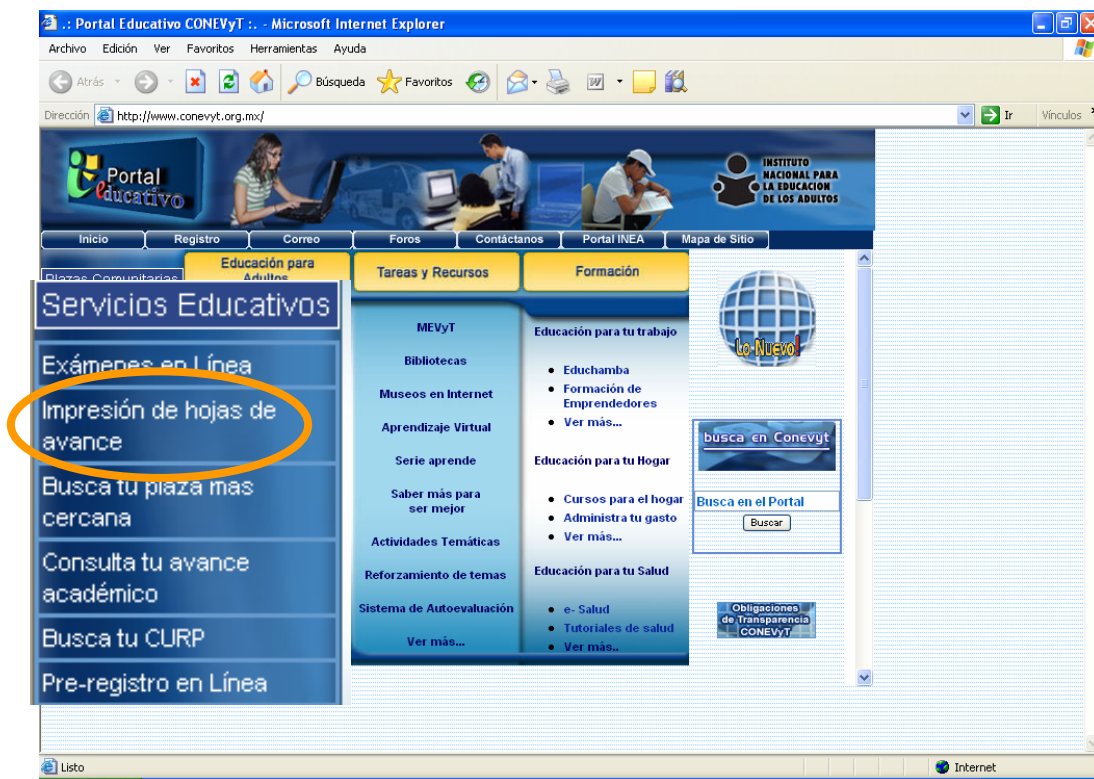 .: Portal Educativo CONEVyT :. - Microsoft Internet Explorer
Archivo Edición Ver Favoritos Herramientas Ayuda
Atrás Búsqueda Favoritos
Dirección http://www.conevyt.org.mx/ Ir Vínculos
Portal
educativo
INSTITUTO
NACIONAL PARA
LA EDUCACION
DE LOS ADULTOS
Inicio Registro Correo Foros Contáctanos Portal INEA Mapa de Sitio
Plazas Comunitarias
Educación para
Adultos
Tareas y Recursos
Formación
Servicios Educativos
Exámenes en Línea
Impresión de hojas de
avance
Busca tu plaza mas
cercana
Consulta tu avance
académico
Busca tu CURP
Pre-registro en Línea
MEVyT
Bibliotecas
Museos en Internet
Aprendizaje Virtual
Serie aprende
Saber más para
ser mejor
Actividades Temáticas
Reforzamiento de temas
Sistema de Autoevaluación
Ver más...
Educación para tu trabajo
Educhamba
Formación de
Emprendedores
Ver más...
Educación para tu Hogar
Cursos para el hogar
Administra tu gasto
Ver más...
Educación para tu Salud
e- Salud
Tutoriales de salud
Ver más..
Lo Nuevo!
busca en Conevyt
Busca en el Portal
Buscar
Obligaciones
de Transparencia
CONEVyT
Listo
Internet